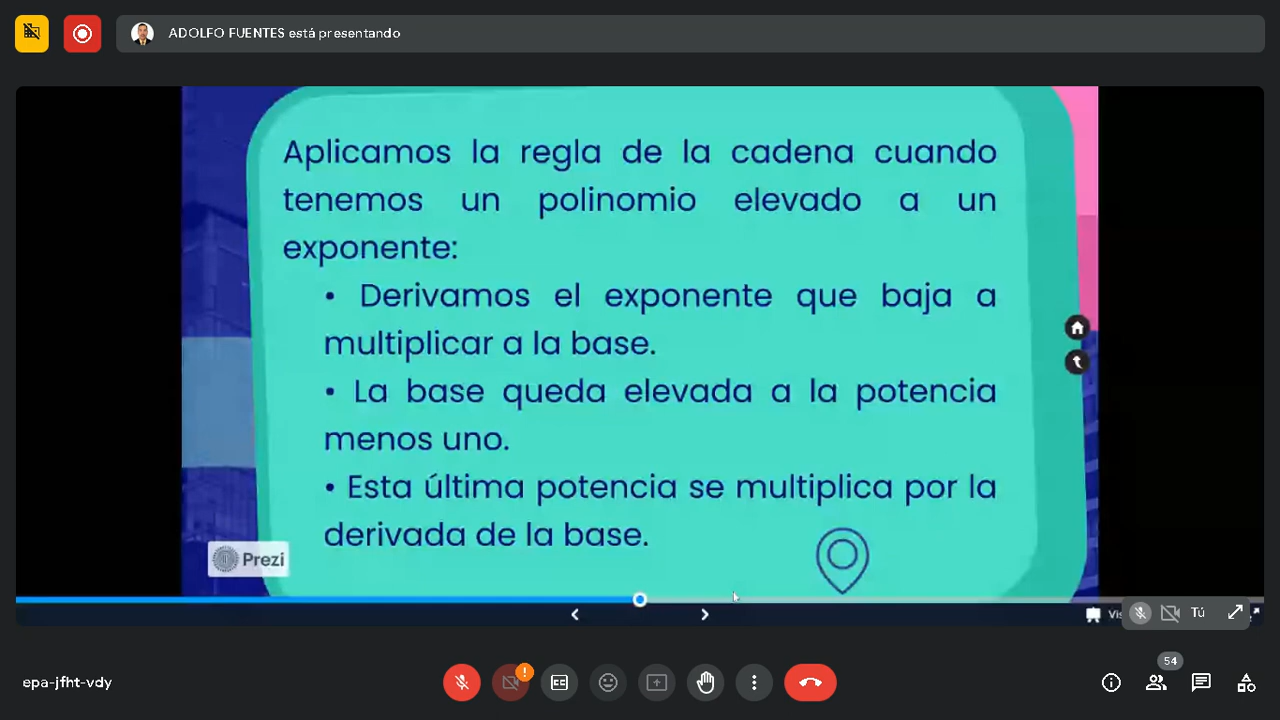 ADOLFO FUENTES está presentando
Aplicamos la regla de la cadena cuando
tenemos un polinomio elevado a un
exponente:
• Derivamos el exponente que baja a
multiplicar a la base.
• La base queda elevada a la potencia
menos uno.
• Esta última potencia se multiplica por la
derivada de la base.
Prezi
Tú
epa-jfht-vdy
54